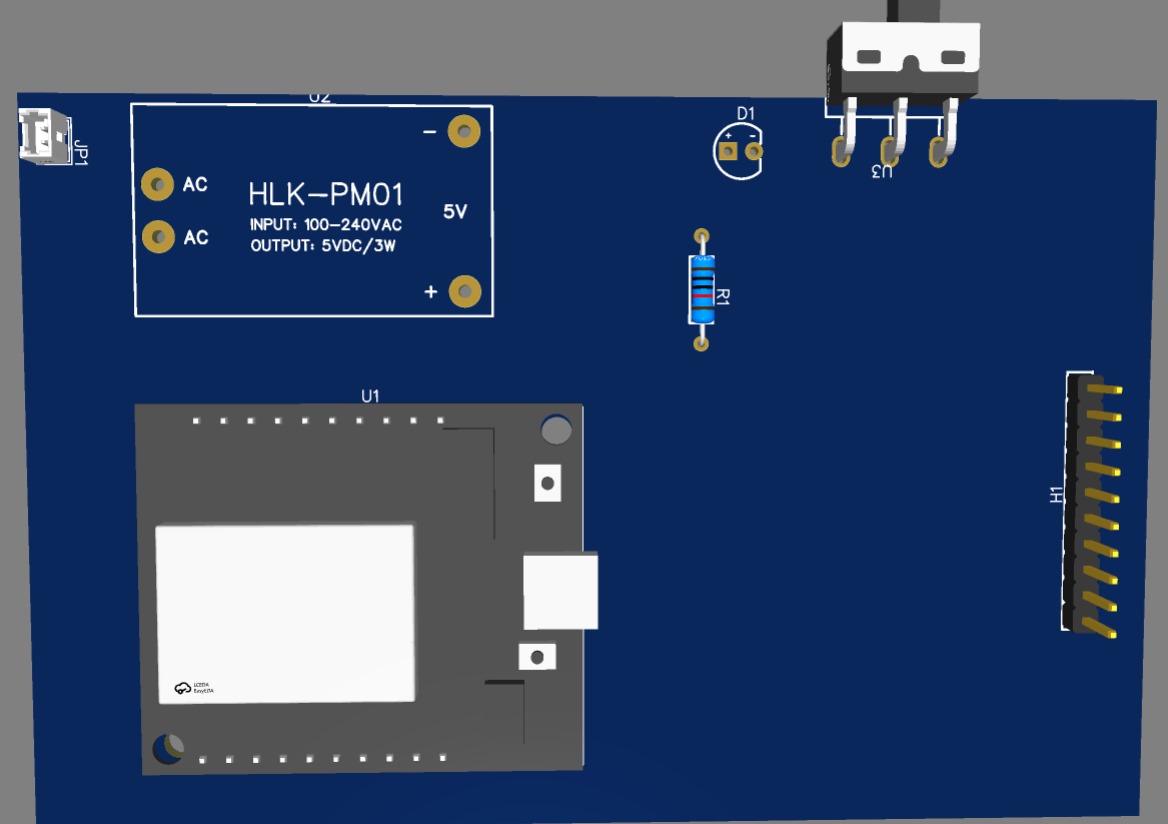 U2
D1
+ -
JP1
-
AC
HLK-PM01
5V
INPUT: 100-240VAC
AC
OUTPUT: 5VDC/3W
+
U3
R1
U1
H1
LCEDA
EasyEDA